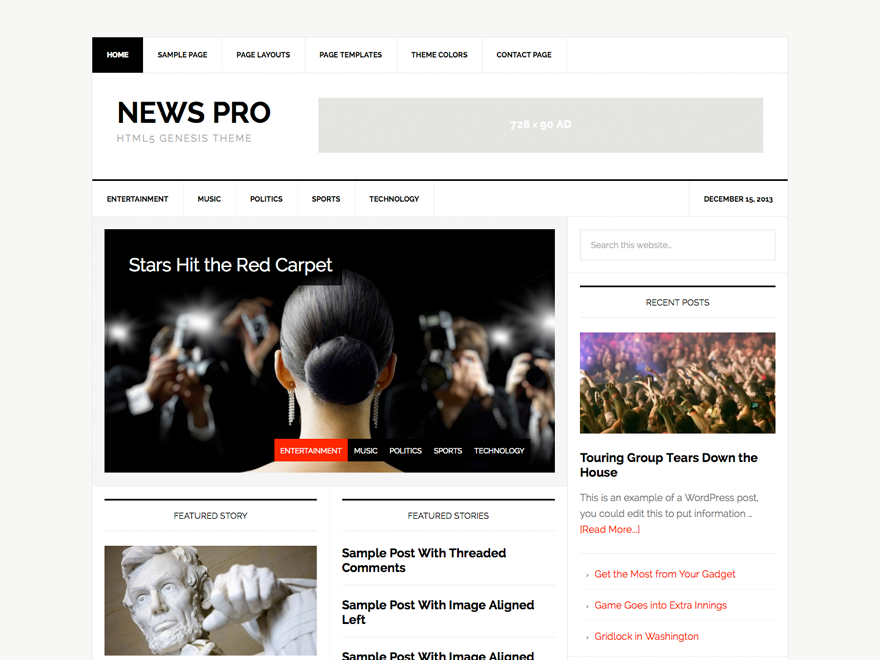 HOME SAMPLE PAGE PAGE LAYOUTS PAGE TEMPLATES THEME COLORS CONTACT PAGE
NEWS PRO
HTML5 GENESIS THEME
728 x 90 AD
ENTERTAINMENT MUSIC POLITICS SPORTS TECHNOLOGY DECEMBER 15, 2013
Stars Hit the Red Carpet
ENTERTAINMENT MUSIC POLITICS SPORTS TECHNOLOGY
FEATURED STORY
FEATURED STORIES
Sample Post With Threaded
Comments
Sample Post With Image Aligned
Left
Sample Post With Image Aligned
Search this website...
RECENT POSTS
Touring Group Tears Down the
House
This is an example of a WordPress post,
you could edit this to put information ...
[Read More...]
Get the Most from Your Gadget
Game Goes into Extra Innings
Gridlock in Washington